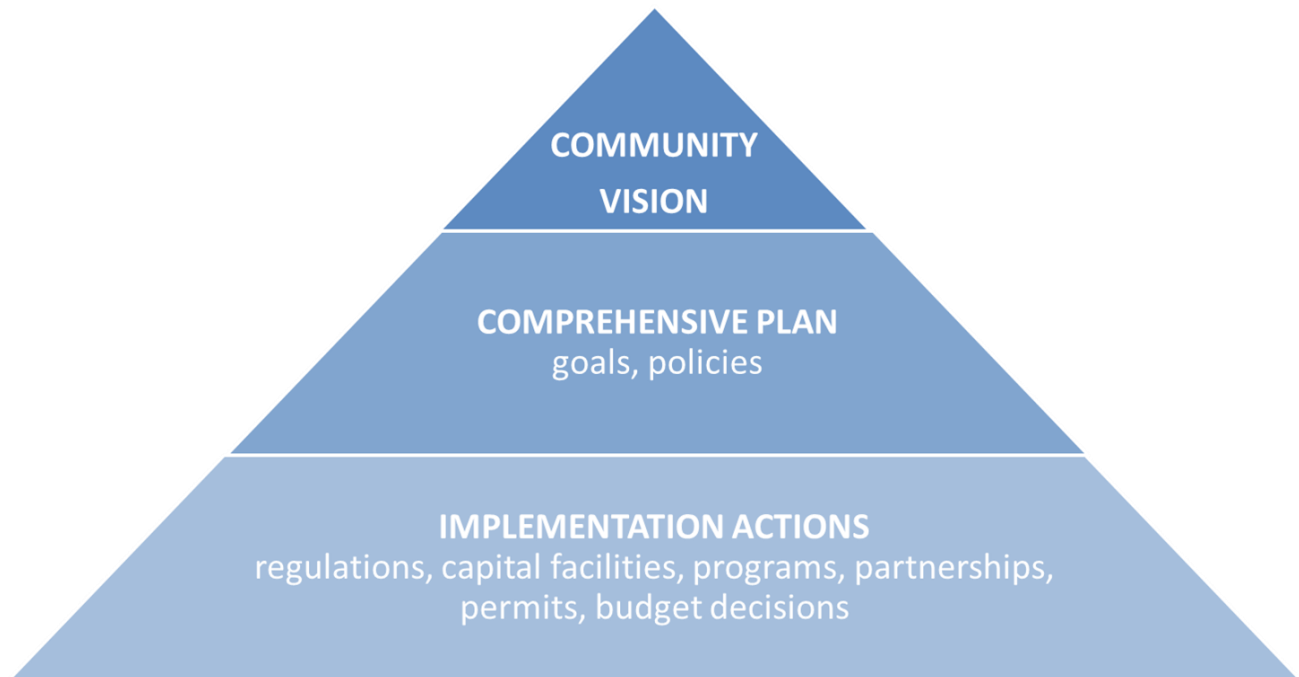 COMMUNITY
VISION
COMPREHENSIVE PLAN
goals, policies
IMPLEMENTATION ACTIONS
regulations, capital facilities, programs, partnerships,
permits, budget decisions